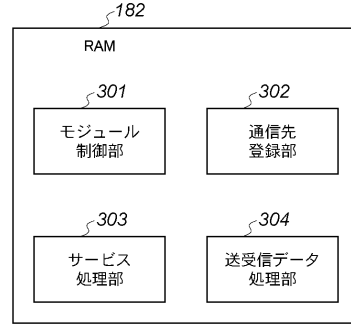 182
RAM
301
モジュール
制御部
302
通信先
登録部
303
サービス
処理部
304
送受信データ
処理部